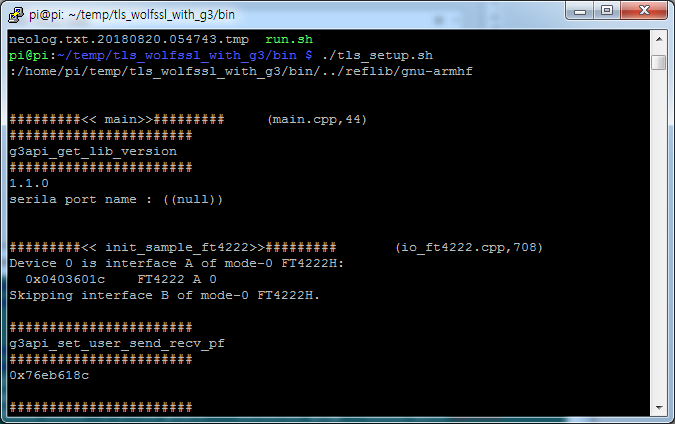 pi@pi: ~/temp/tls_wolfssl_with_g3/bin
neolog.txt.20180820.054743.tmp  run.sh
pi@pi:~/temp/tls_wolfssl_with_g3/bin $ ./tls_setup.sh
:/home/pi/temp/tls_wolfssl_with_g3/bin/../reflib/gnu-armhf
#########<< main>>#########     (main.cpp,44)
#######################
g3api_get_lib_version
#######################
1.1.0
serila port name : ((null))
#########<< init_sample_ft4222>>#########       (io_ft4222.cpp,708)
Device 0 is interface A of mode-0 FT4222H:
  0x0403601c    FT4222 A 0
Skipping interface B of mode-0 FT4222H.
#######################
g3api_set_user_send_recv_pf
#######################
0x76eb618c
#######################